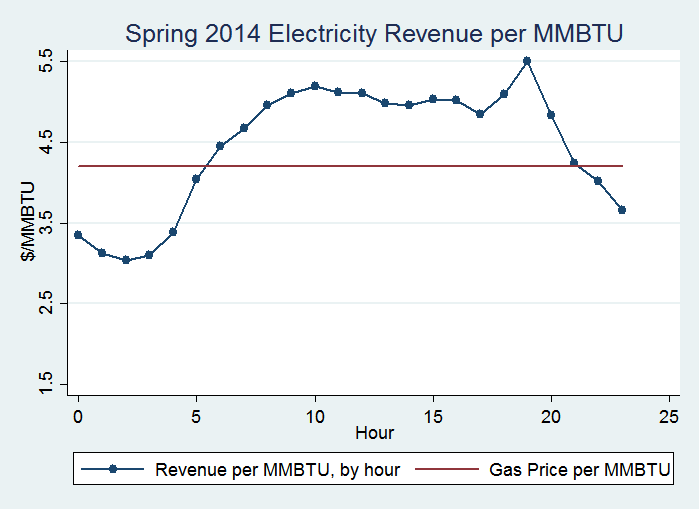 Spring 2014 Electricity Revenue per MMBTU
$/MMBTU
5.5
4.5
3.5
2.5
1.5
0 5 10 15 20 25
Hour
Revenue per MMBTU, by hour Gas Price per MMBTU